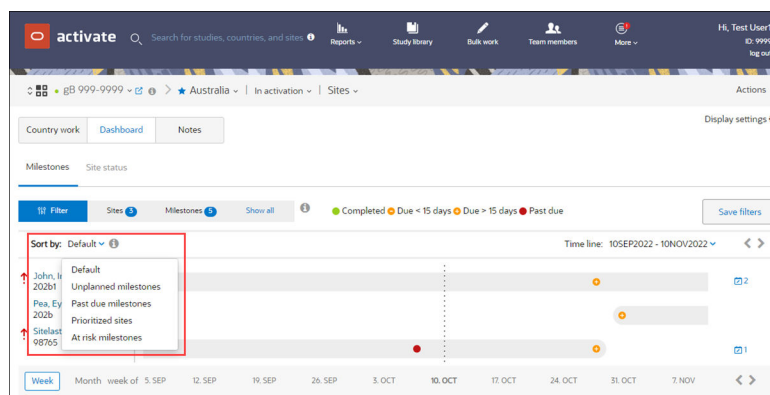 activate
Search for studies, countries, and sites
Reports
Study library
Bulk work
Team members
More
Hi, Test User1
ID: 9999
log out
gB 999-9999
Australia
In activation
Sites
Actions
Country work
Dashboard
Notes
Display settings
Milestones
Site status
Filter
Sites 3
Milestones 5
Show all
Completed
Due < 15 days
Due > 15 days
Past due
Save filters
Sort by: Default
Time line: 10SEP2022 - 10NOV2022
Default
Unplanned milestones
Past due milestones
Prioritized sites
At risk milestones
John,
202b1
2
Pea, Ey
202b
Sitelast
98765
1
Week
Month
week of
5. SEP
12. SEP
19. SEP
26. SEP
3. OCT
10. OCT
17. OCT
24. OCT
31. OCT
7. NOV